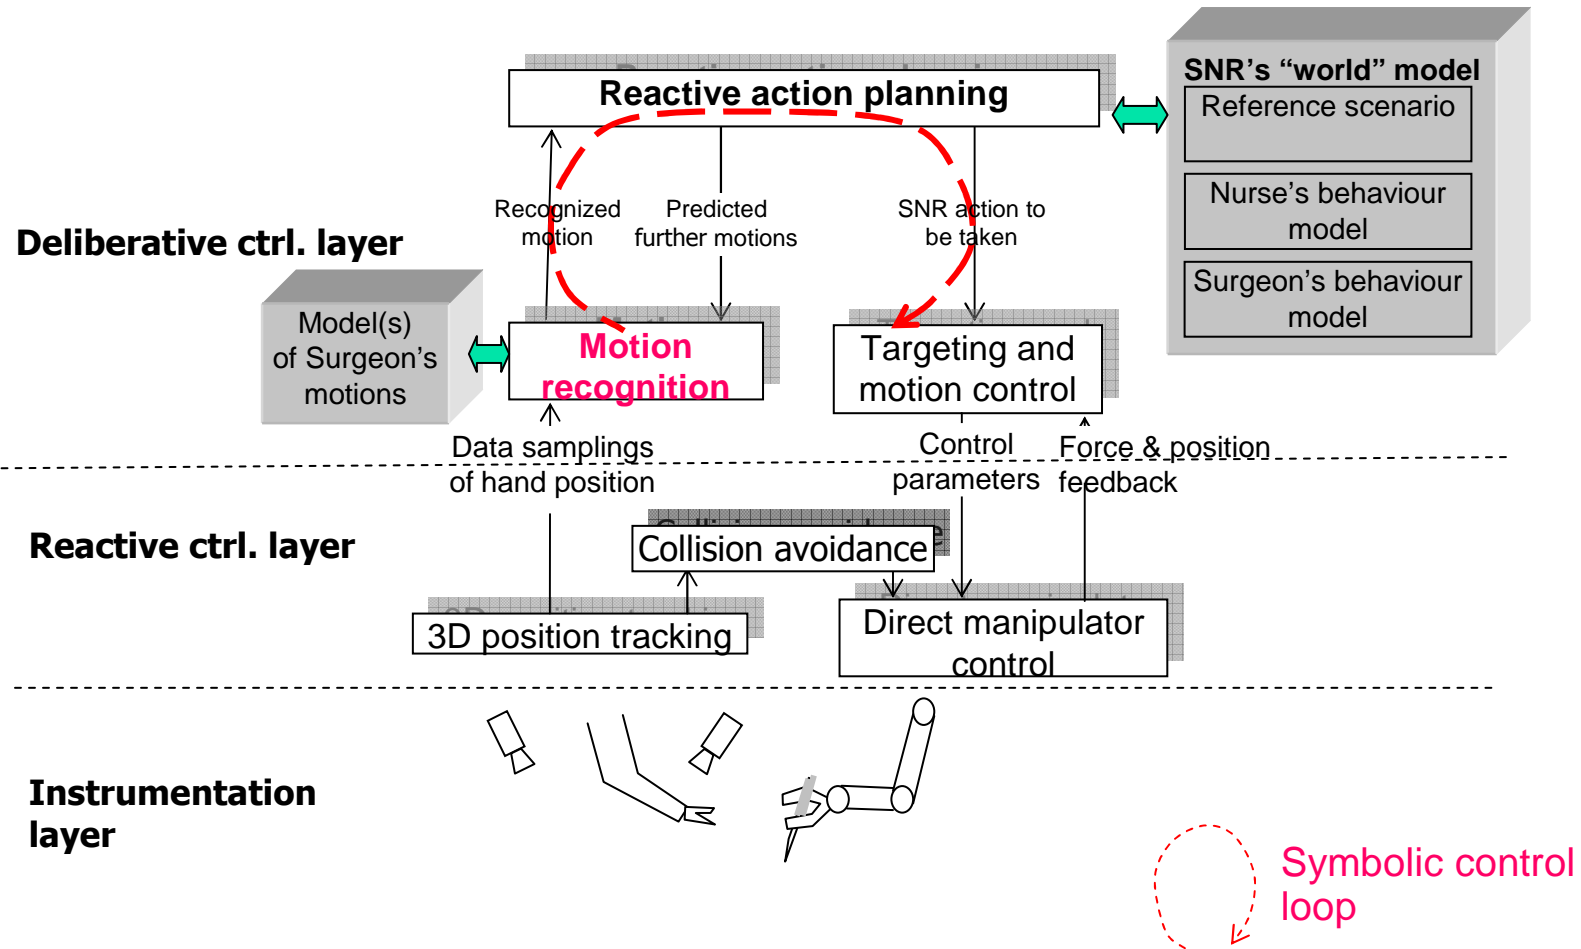 Reactive action planning
SNR's “world” model
Reference scenario
Nurse's behaviour
model
Surgeon's behaviour
model
Recognized
motion
Predicted
further motions
SNR action to
be taken
Deliberative ctrl. layer
Model(s)
of Surgeon's
motions
Motion
recognition
Targeting and
motion control
Data samplings
of hand position
Control
parameters
Force & position
feedback
Reactive ctrl. layer
Collision avoidance
3D position tracking
Direct manipulator
control
Instrumentation
layer
Symbolic control
loop